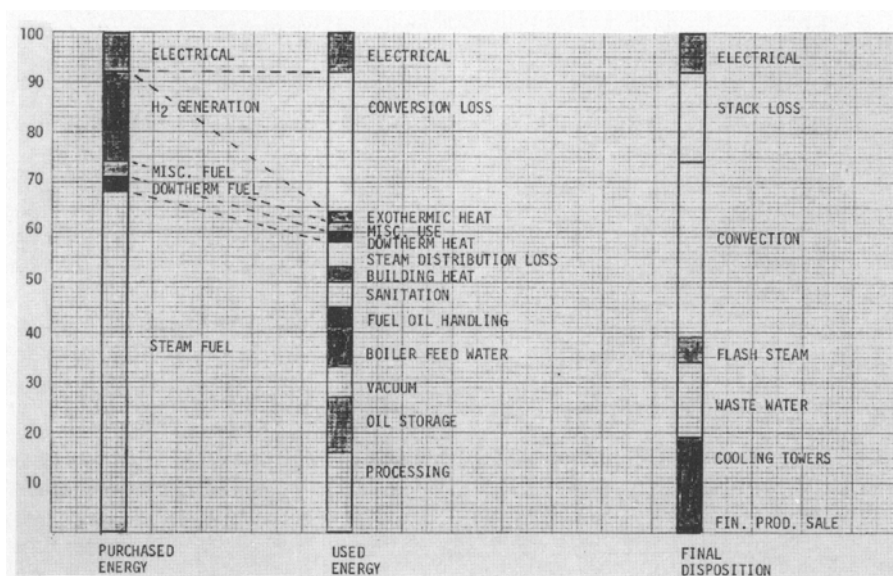 100
90
80
70
60
50
40
30
20
10
ELECTRICAL
H2 GENERATION
MISC. FUEL
DOWTHERM FUEL
STEAM FUEL
PURCHASED
ENERGY
ELECTRICAL
CONVERSION LOSS
EXOTHERMIC HEAT
MISC. USE
DOWTHERM HEAT
STEAM DISTRIBUTION LOSS
BUILDING HEAT
SANITATION
FUEL OIL HANDLING
BOILER FEED WATER
VACUUM
OIL STORAGE
PROCESSING
USED
ENERGY
ELECTRICAL
STACK LOSS
CONVECTION
FLASH STEAM
WASTE WATER
COOLING TOWERS
FIN. PROD. SALE
FINAL
DISPOSITION